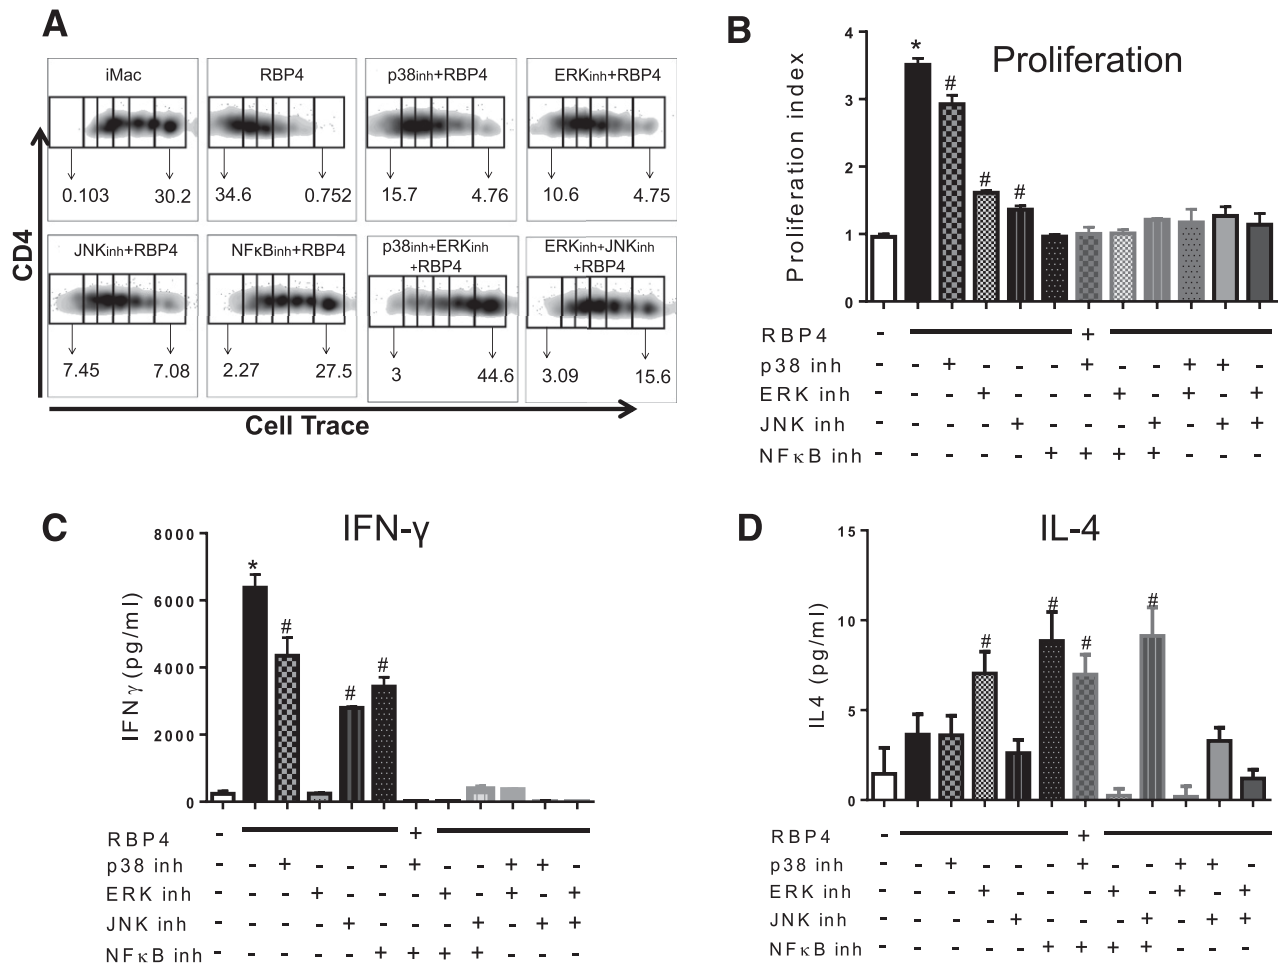 A
iMac
RBP4
p38inh+RBP4
ERKinh+RBP4
0.103
30.2
34.6
0.752
15.7
4.76
10.6
4.75
JNKinh+RBP4
NFκBinh+RBP4
p38inh+ERKinh
+RBP4
ERKinh+JNKinh
+RBP4
7.45
7.08
2.27
27.5
3
44.6
3.09
15.6
CD4
Cell Trace
B
Proliferation
Proliferation index
4
3
2
1
0
*
#
#
#
RBP4 - +
p38 inh - - + - - - + - - + + -
ERK inh - - - + - - - + - + - +
JNK inh - - - - + - - - + - + +
NFκB inh - - - - - + + + + - - -
C
IFN-γ
IFNγ (pg/ml)
8000
6000
4000
2000
0
*
#
#
#
RBP4 - +
p38 inh - - + - - - + - - + + -
ERK inh - - - + - - - + - + - +
JNK inh - - - - + - - - + - + +
NFκB inh - - - - - + + + + - - -
D
IL-4
IL4 (pg/ml)
15
10
5
0
#
#
#
#
RBP4 - +
p38 inh - - + - - - + - - + + -
ERK inh - - - + - - - + - + - +
JNK inh - - - - + - - - + - + +
NFκB inh - - - - - + + + + - - -